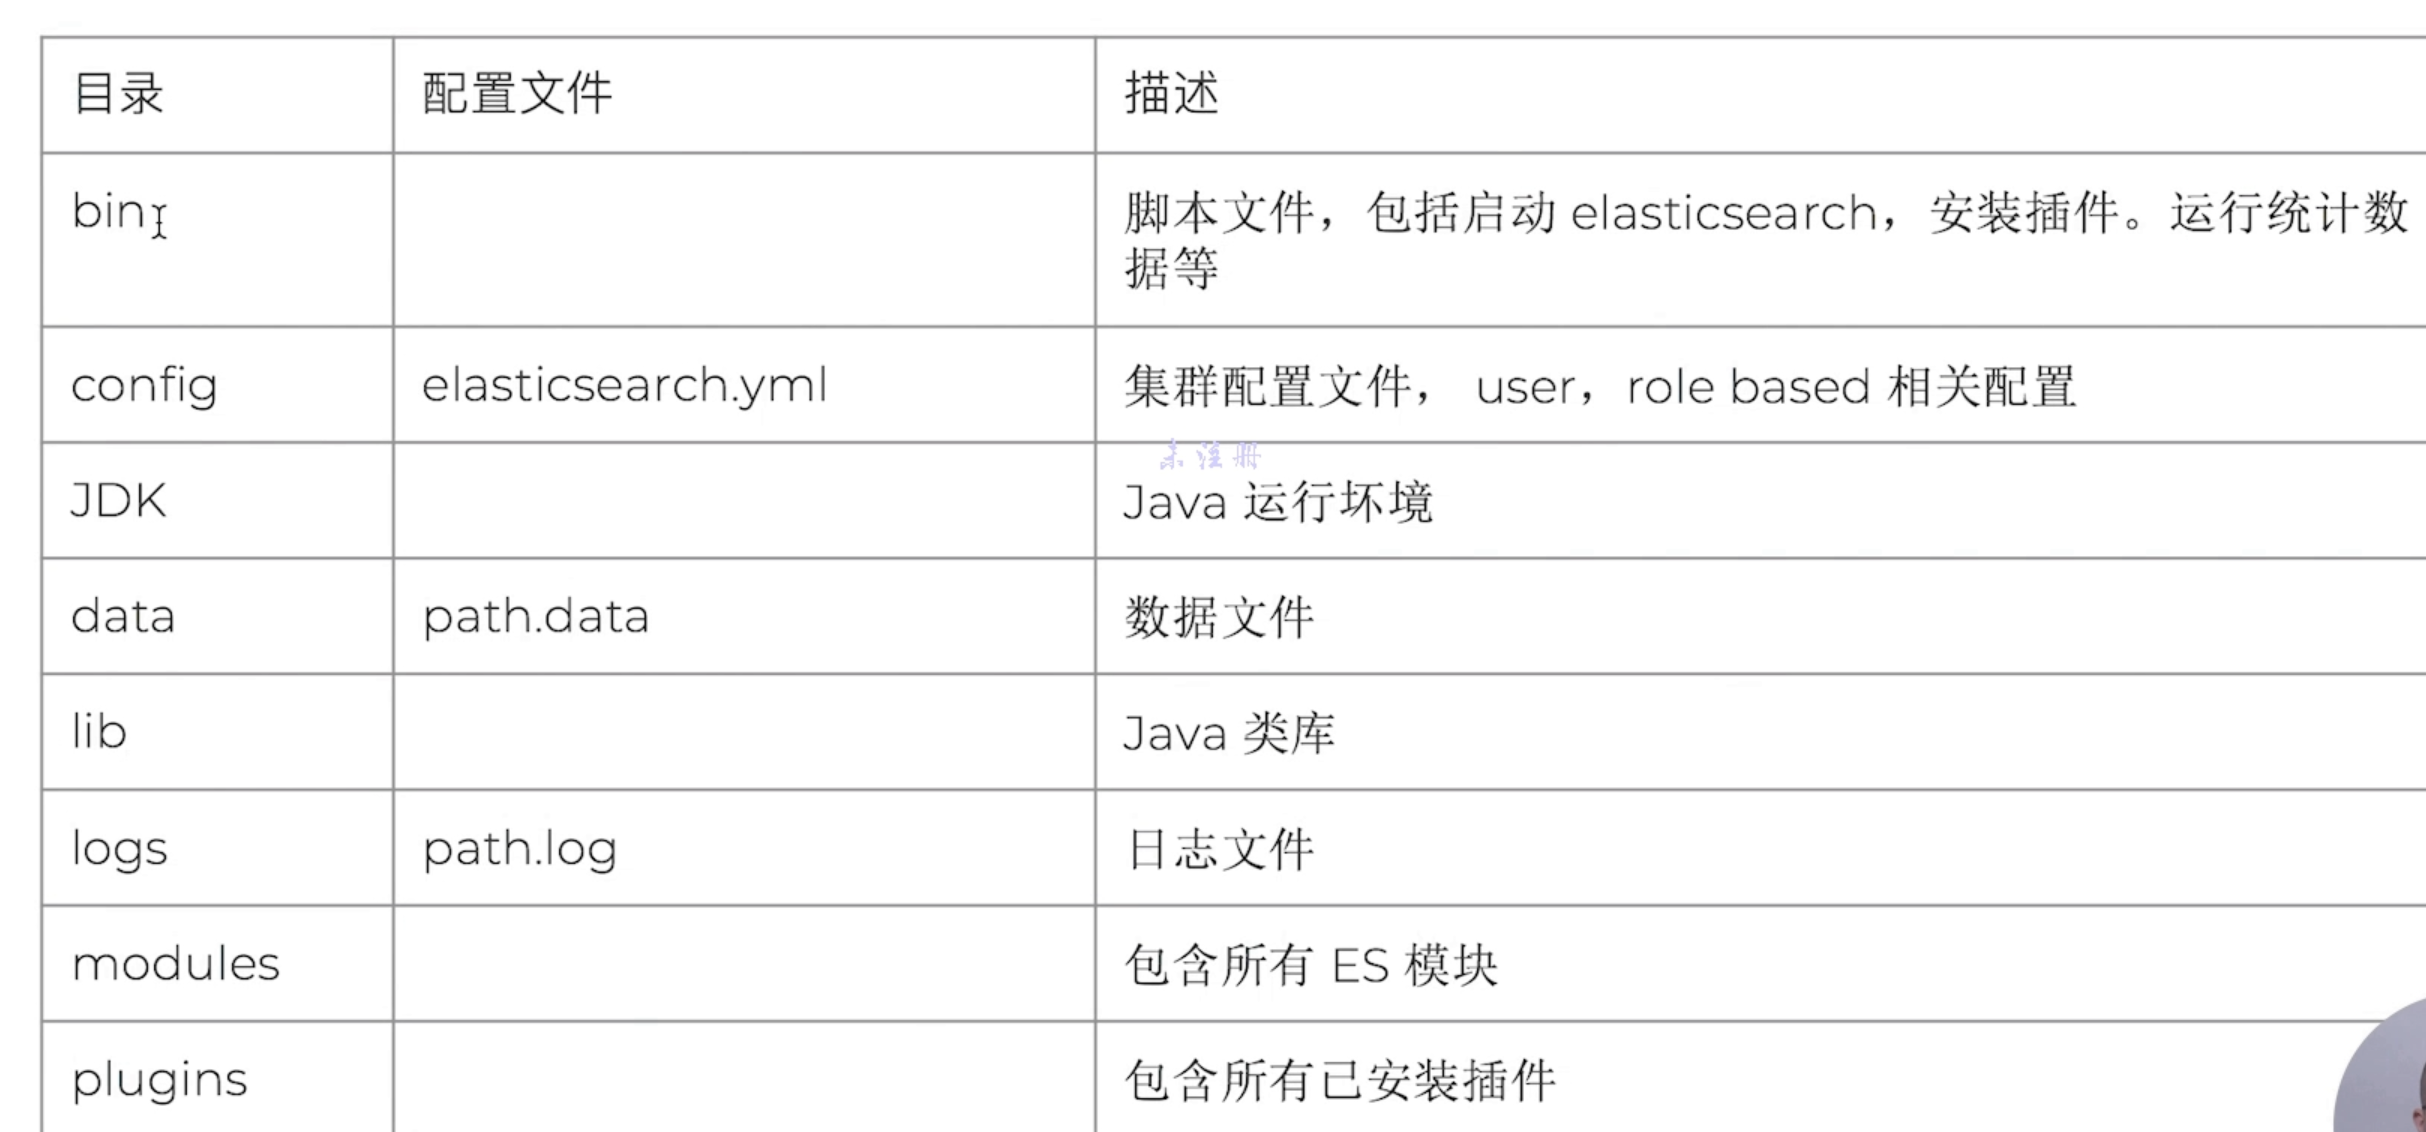 目录 配置文件 描述
bin 脚本文件，包括启动 elasticsearch，安装插件。运行统计数
据等
config elasticsearch.yml 集群配置文件， user，role based 相关配置
未注册
JDK Java 运行坏境
data path.data 数据文件
lib Java 类库
logs path.log 日志文件
modules 包含所有 ES 模块
plugins 包含所有已安装插件